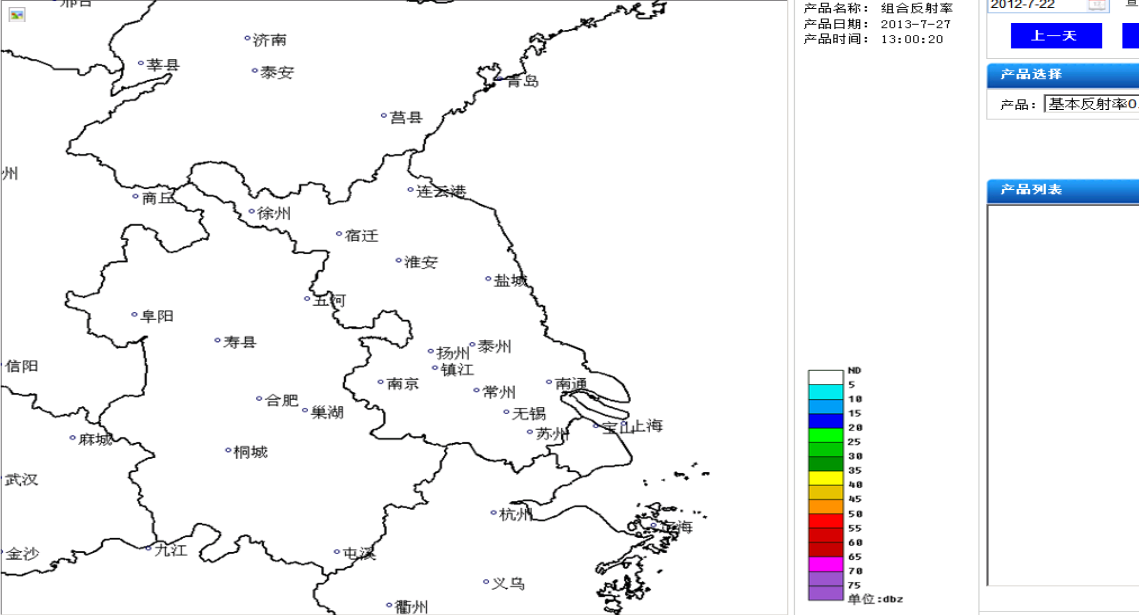 邢台
济南
莘县
泰安
青岛
莒县
州
商丘
连云港
徐州
宿迁
淮安
盐城
五河
阜阳
寿县
泰州
扬州
镇江
信阳
南京
南通
常州
合肥
巢湖
无锡
宝山
上海
苏州
麻城
桐城
武汉
杭州
定海
九江
屯溪
金沙
义乌
衢州
产品名称: 组合反射率
产品日期: 2013-7-27
产品时间: 13:00:20
ND
5
10
15
20
25
30
35
40
45
50
55
60
65
70
75
单位:dbz
2012-7-22
上一天
产品选择
产品: 基本反射率0.
产品列表